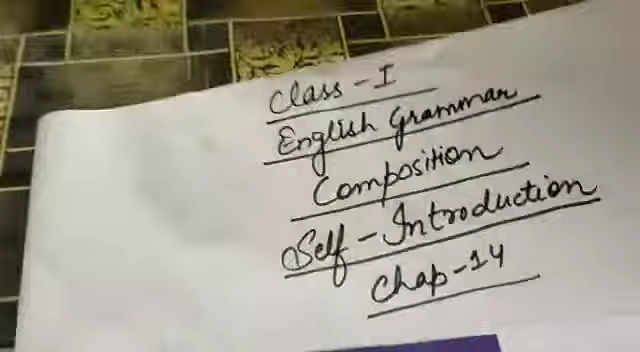 Class-I
English Grammar
Composition
Self-Introduction
Chap-14